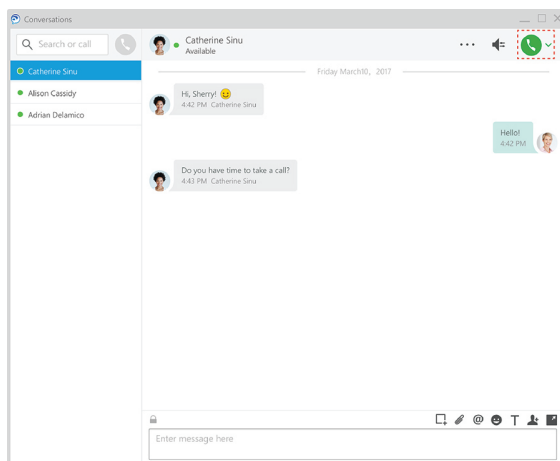 Conversations
Search or call
Catherine Sinu
Available
Catherine Sinu
Alison Cassidy
Adrian Delamico
Friday March10, 2017
Hi, Sherry!
4:42 PM Catherine Sinu
Hello!
4:42 PM
Do you have time to take a call?
4:43 PM Catherine Sinu
Enter message here